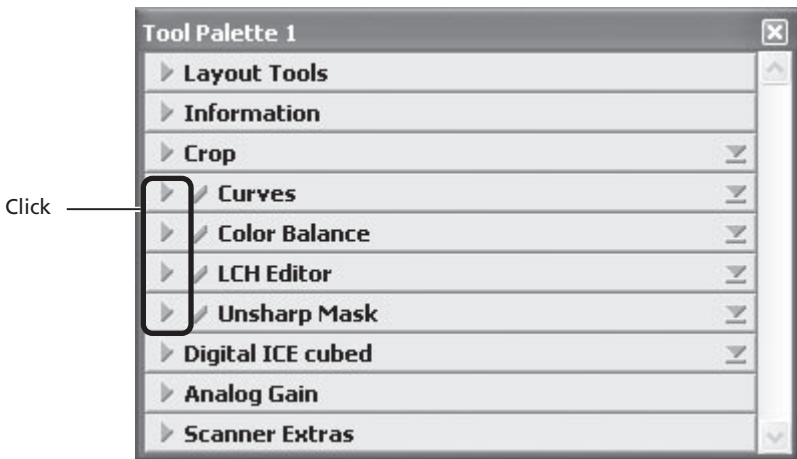 Tool Palette 1
Layout Tools
Information
Crop
Click
Curves
Color Balance
LCH Editor
Unsharp Mask
Digital ICE cubed
Analog Gain
Scanner Extras